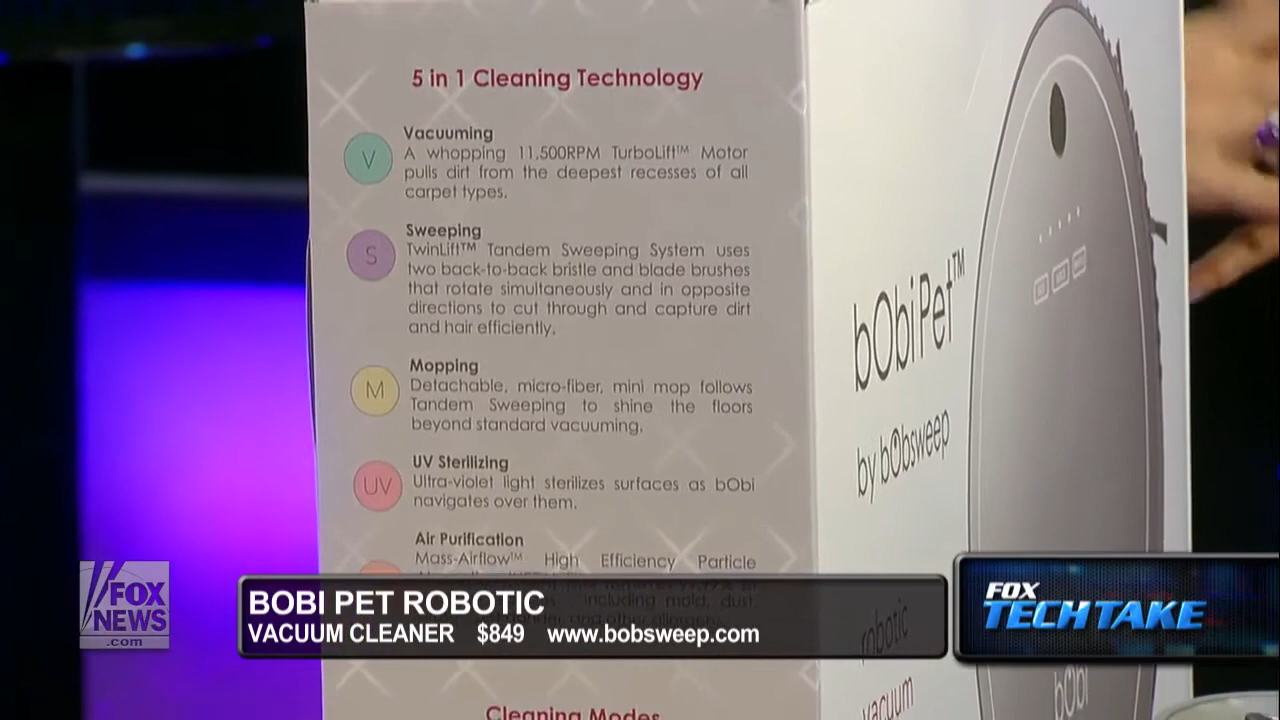 5 in 1 Cleaning Technology
V
Vacuuming
A whopping 11,500RPM TurboLift™ Motor
pulls dirt from the deepest recesses of all
carpet types.
S
Sweeping
TwinLift™ Tandem Sweeping System uses
two back-to-back bristle and blade brushes
that rotate simultaneously and in opposite
directions to cut through and capture dirt
and hair efficiently.
M
Mopping
Detachable, micro-fiber, mini mop follows
Tandem Sweeping to shine the floors
beyond standard vacuuming.
UV
UV Sterilizing
Ultra-violet light sterilizes surfaces as bObi
navigates over them.
Air Purification
Mass-Airflow™ High Efficiency Particle
including mold, dust,
Cleaning Modes
bObiPet™
by bObsweep
robotic
vacuum
bObi
FOX
NEWS
.com
BOBI PET ROBOTIC
VACUUM CLEANER $849 www.bobsweep.com
FOX
TECH TAKE